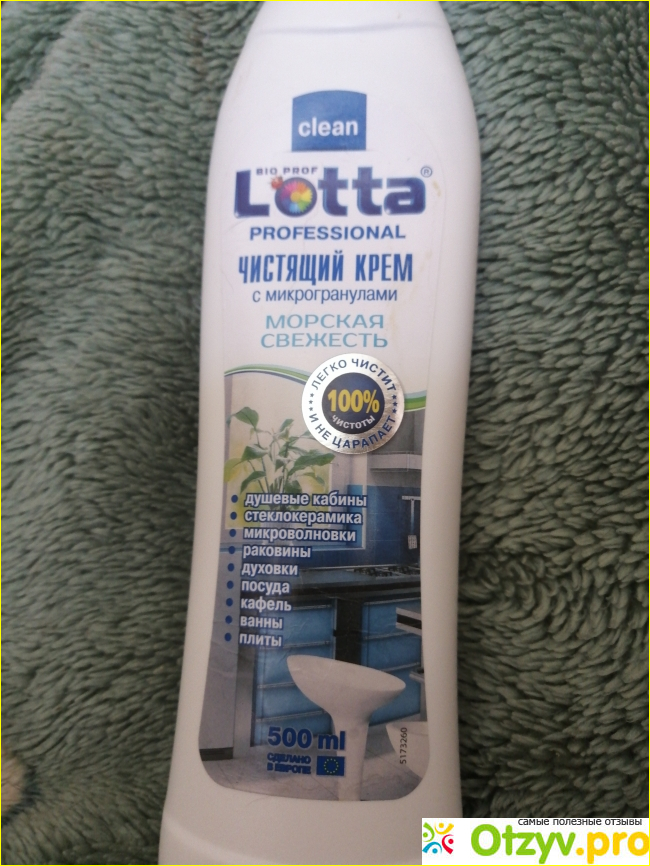 clean
BIO PROF
Lotta®
PROFESSIONAL
ЧИСТЯЩИЙ КРЕМ
С МИКРОГРАНУЛАМИ
МОРСКАЯ
СВЕЖЕСТЬ
ЛЕГКО ЧИСТИТ
100%
ЧИСТОТЫ
И НЕ ЦАРАПАЕТ
• душевые кабины
• стеклокерамика
• микроволновки
• раковины
• духовки
• посуда
• кафель
• ванны
• плиты
500 ml
СДЕЛАНО
В ЕВРОПЕ
5173260
самые полезные отзывы
Otzyv.pro